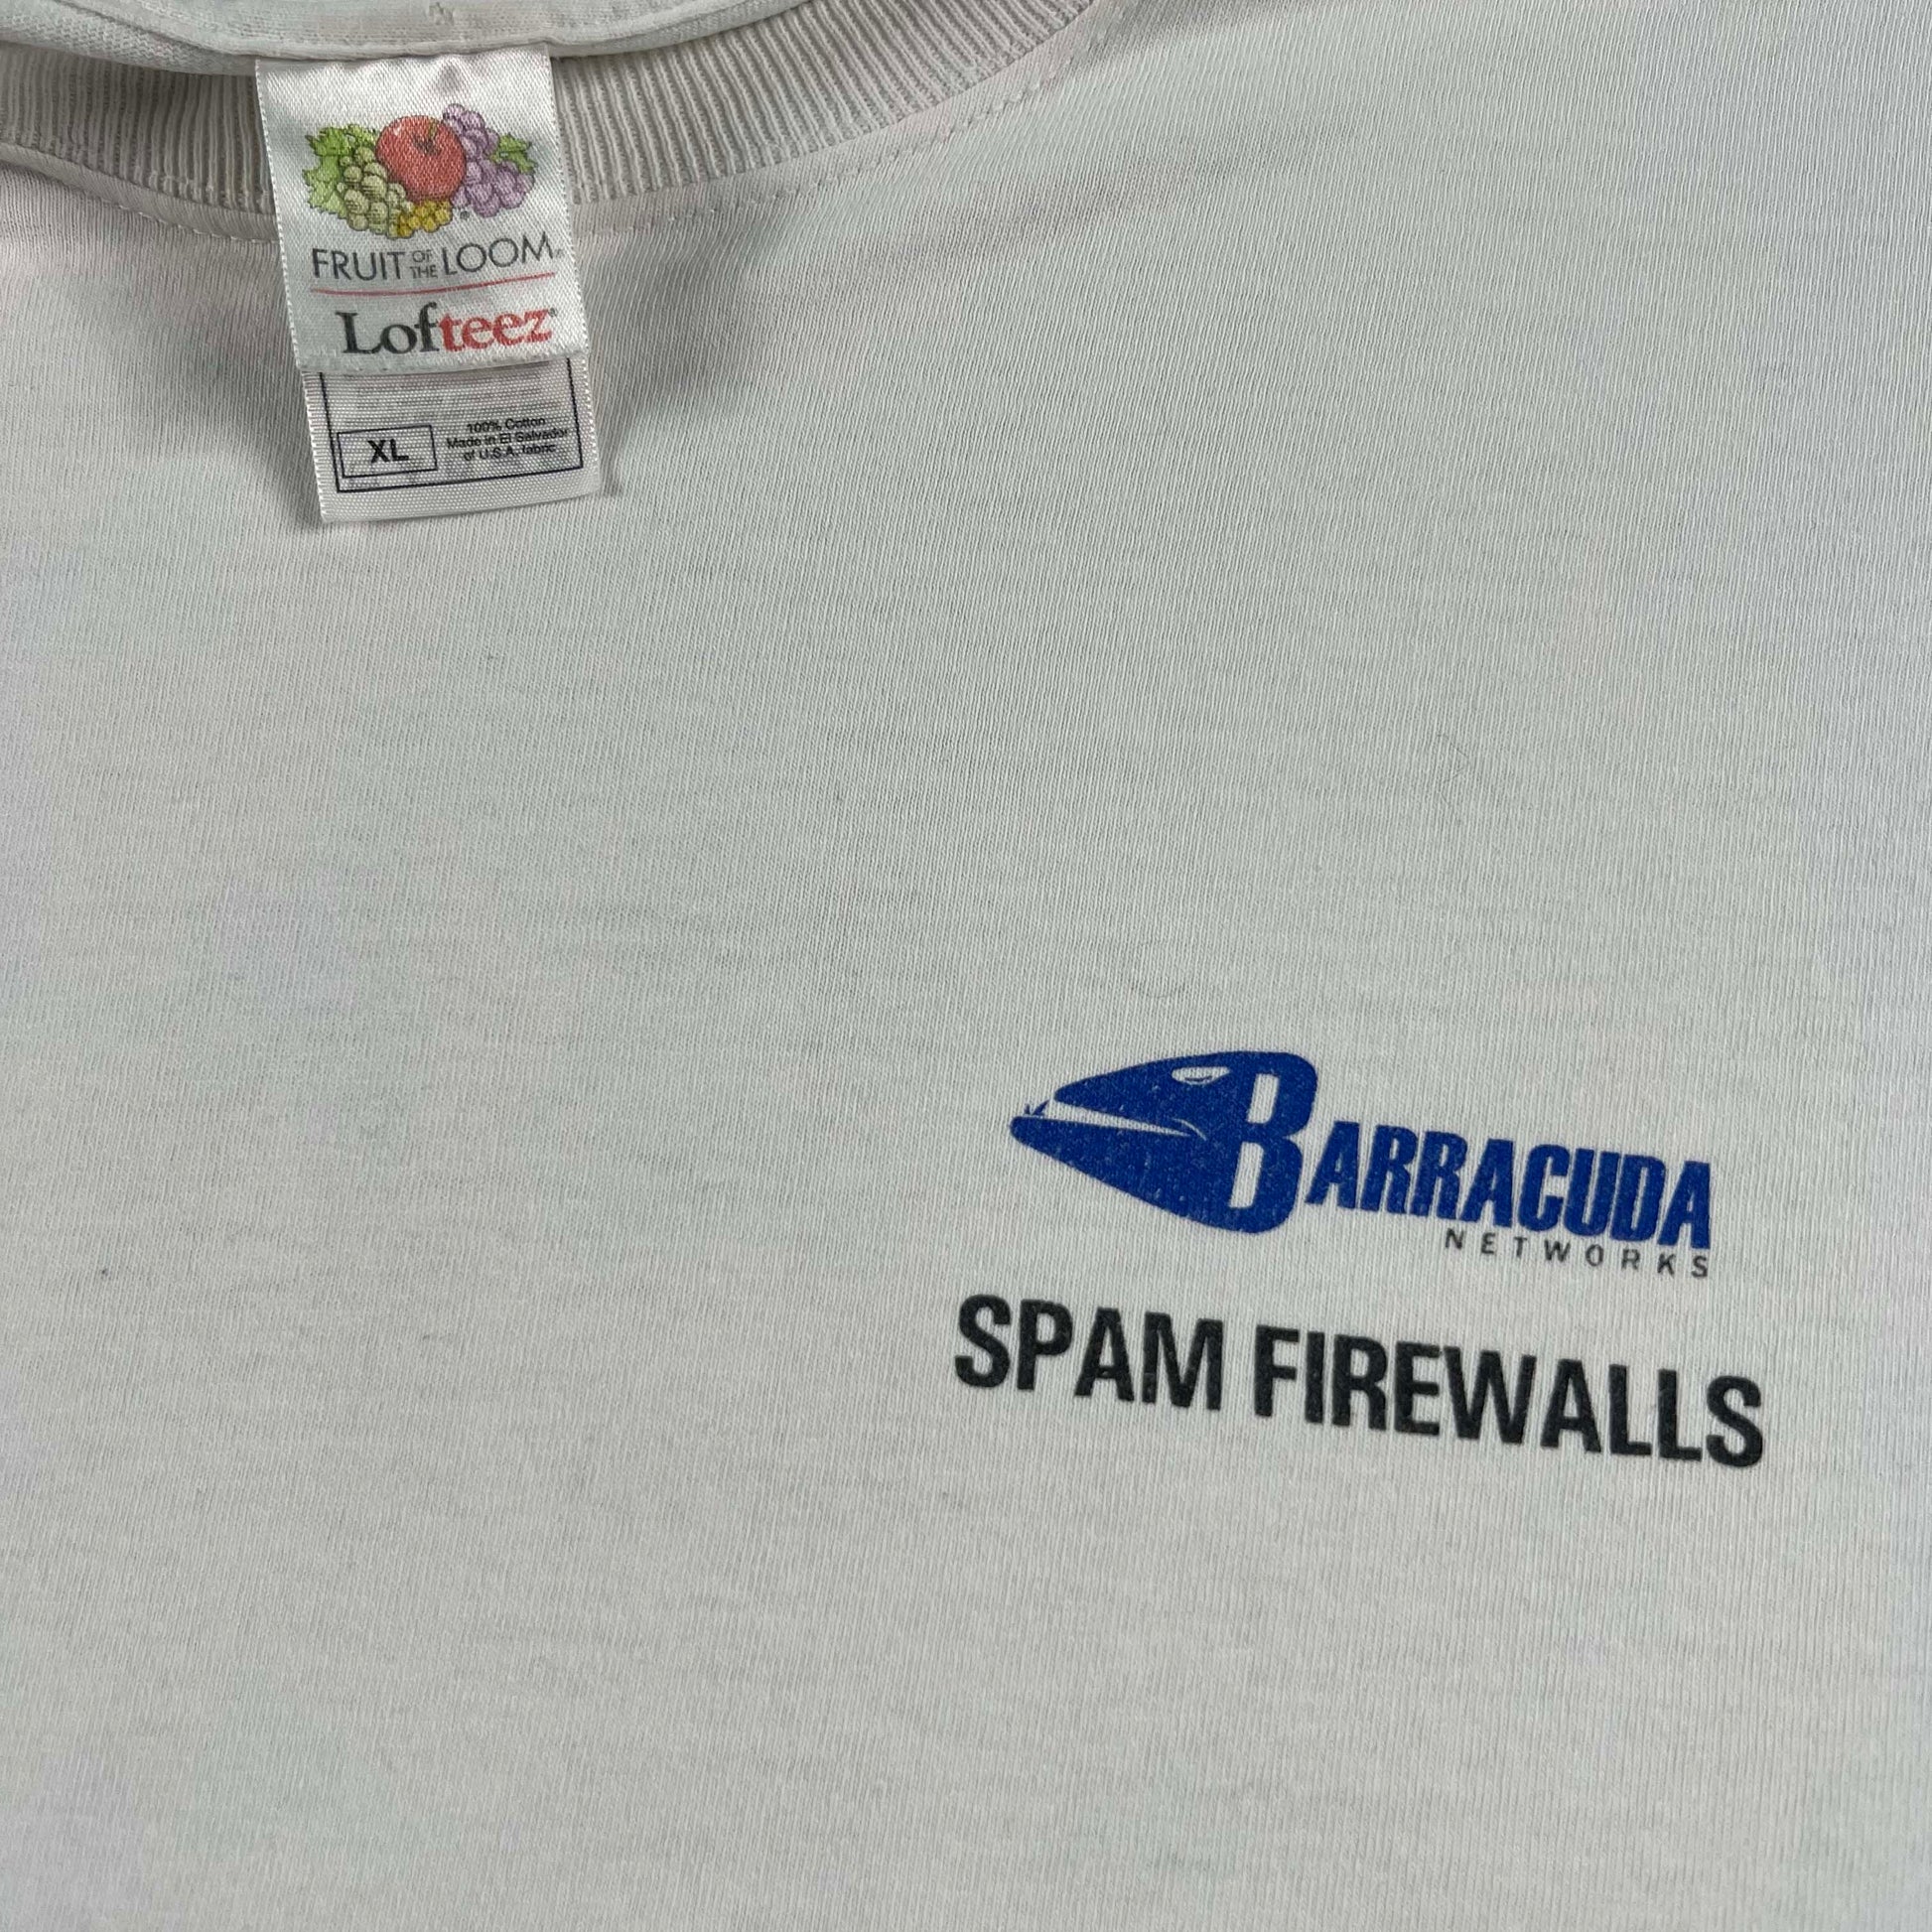 FRUIT OF THE LOOM®
Lofteez
XL
100% Cotton
Made in El Salvador
of U.S.A. fabric
BARRACUDA
NETWORKS
SPAM FIREWALLS